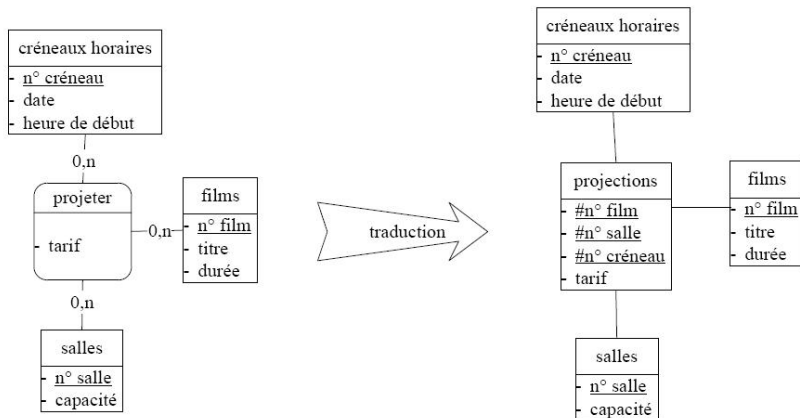 créneaux horaires
- n° créneau
- date
- heure de début
0,n
projeter
- tarif
0,n
films
- n° film
- titre
- durée
0,n
salles
- n° salle
- capacité
traduction
créneaux horaires
- n° créneau
- date
- heure de début
projections
- #n° film
- #n° salle
- #n° créneau
- tarif
films
- n° film
- titre
- durée
salles
- n° salle
- capacité